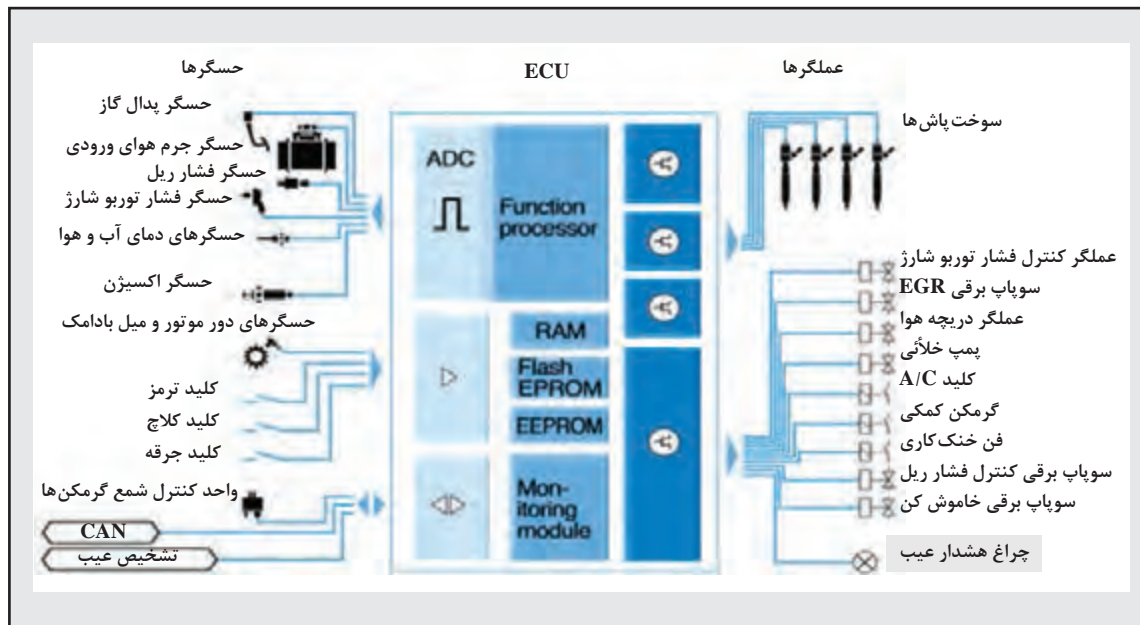 حسگرها
ECU
عملگرها
حسگر پدال گاز
حسگر جرم هوای ورودی
حسگر فشار ریل
حسگر فشار توربو شارژ
حسگرهای دمای آب و هوا
حسگر اکسیژن
حسگرهای دور موتور و میل بادامک
کلید ترمز
کلید کلاچ
کلید جرقه
واحد کنترل شمع گرمکن‌ها
CAN
تشخیص عیب
ADC
Function
processor
RAM
Flash
EPROM
EEPROM
Mon-
itoring
module
سوخت‌پاش‌ها
عملگر کنترل فشار توربو شارژ
سوپاپ برقی EGR
عملگر دریچه هوا
پمپ خلأئی
کلید A/C
گرمکن کمکی
فن خنک‌کاری
سوپاپ برقی کنترل فشار ریل
سوپاپ برقی خاموش کن
چراغ هشدار عیب